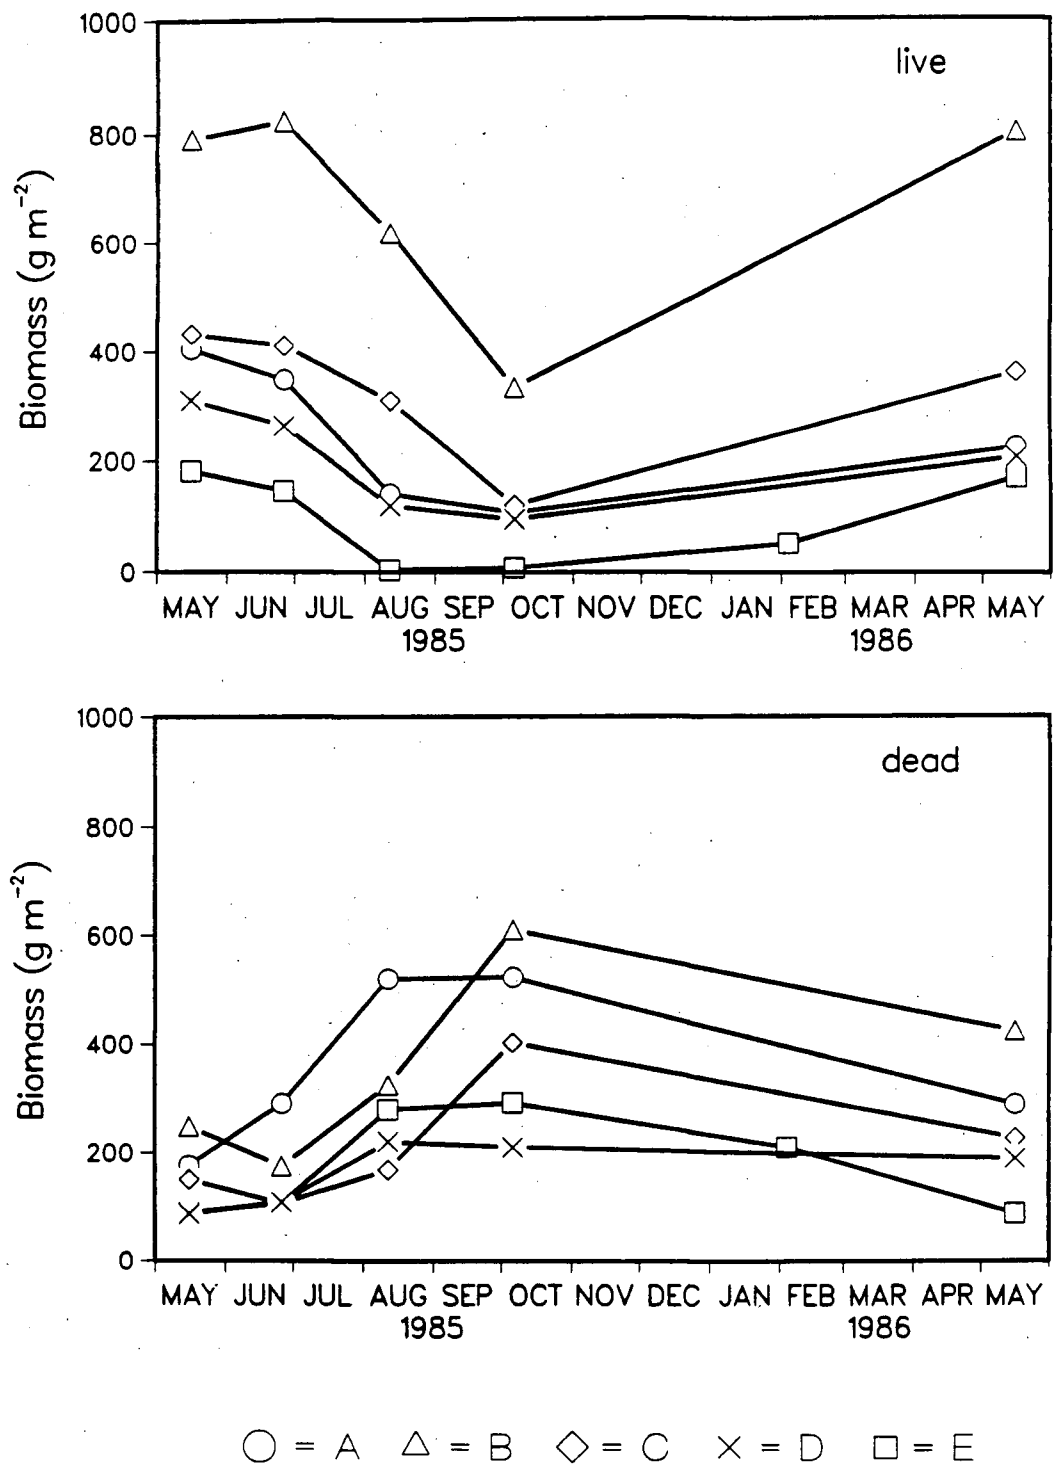 live
1000
800
600
400
200
0
Biomass (g m⁻²)
MAY JUN JUL AUG SEP OCT NOV DEC JAN FEB MAR APR MAY
1985 1986
dead
1000
800
600
400
200
0
Biomass (g m⁻²)
MAY JUN JUL AUG SEP OCT NOV DEC JAN FEB MAR APR MAY
1985 1986
○ = A △ = B ◇ = C × = D □ = E